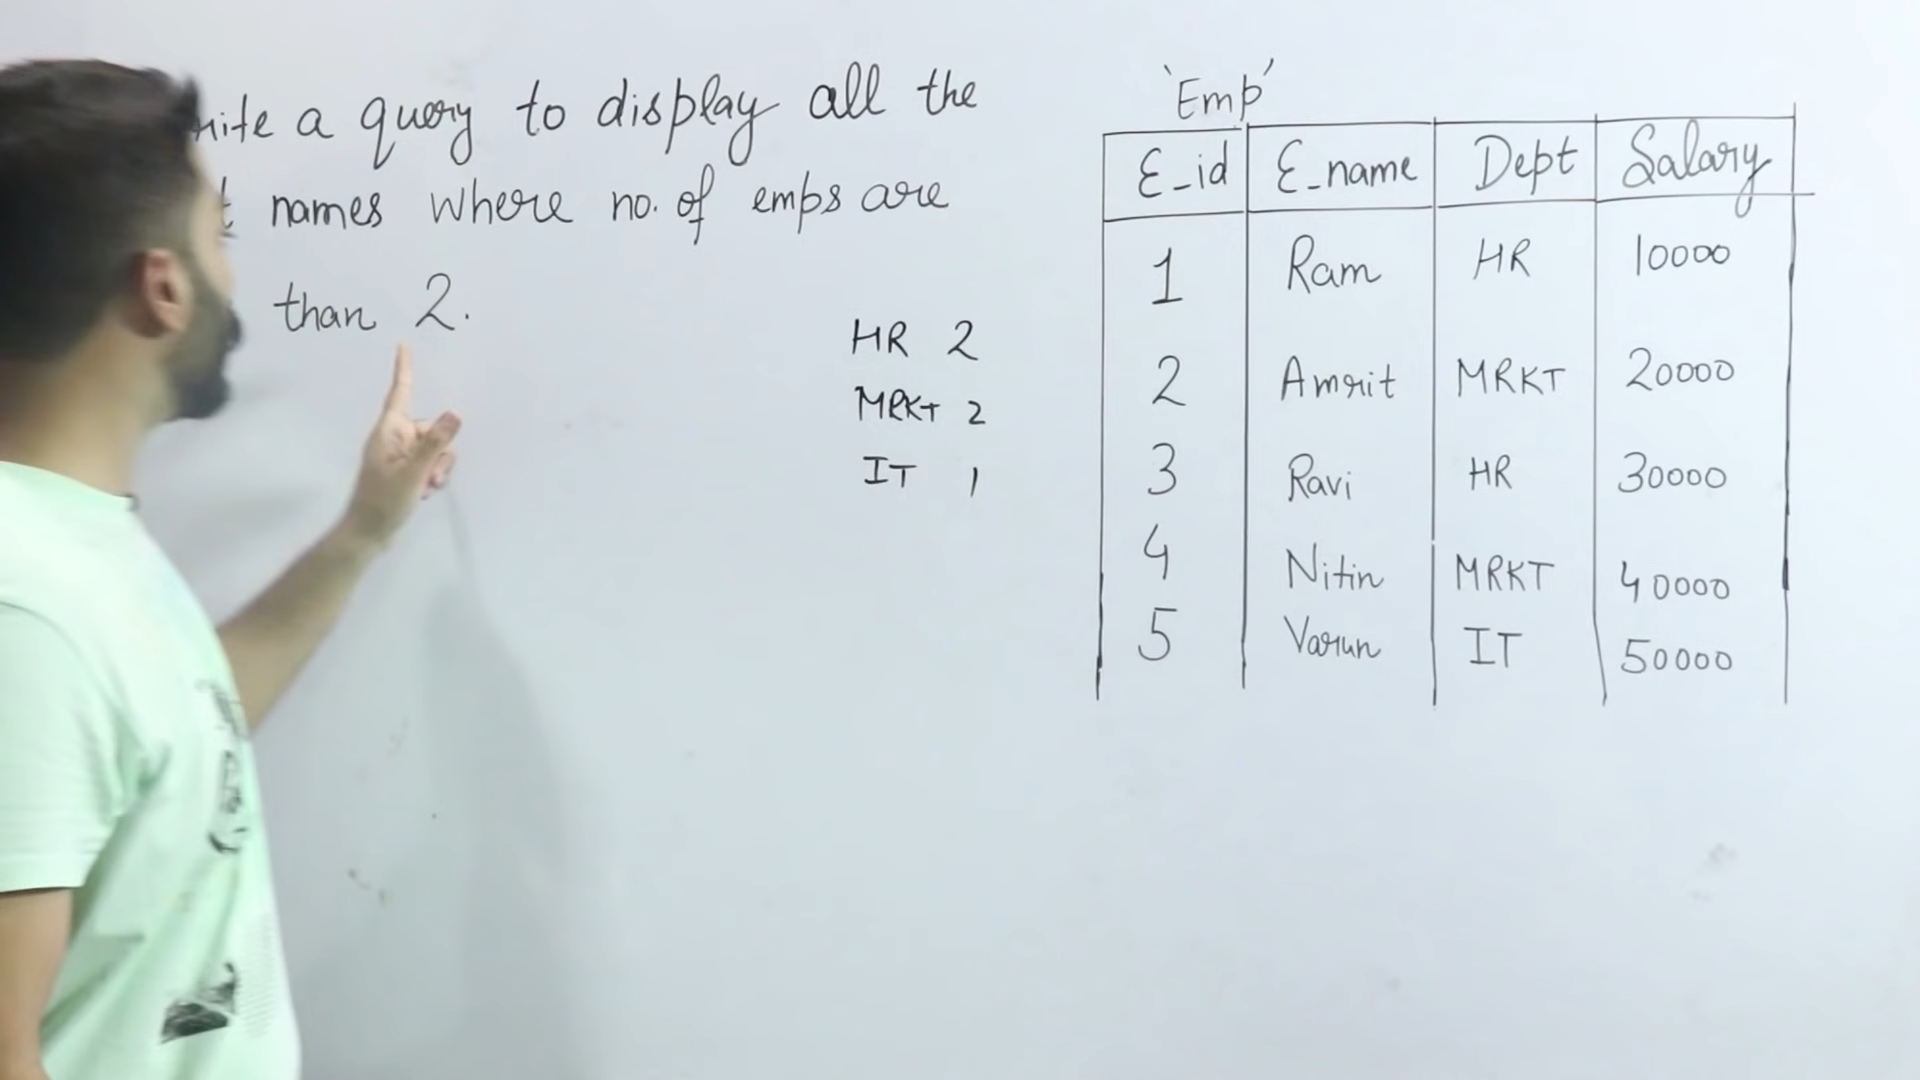 a query to display all the
names where no. of emps are
than 2.
HR 2
MRKT 2
IT 1
'Emp'
E_id E_name Dept Salary
1 Ram HR 10000
2 Amrit MRKT 20000
3 Ravi HR 30000
4 Nitin MRKT 40000
5 Varun IT 50000